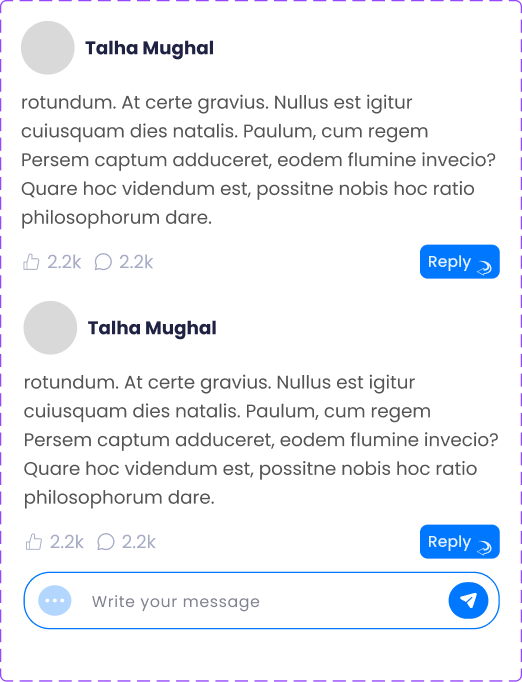 Talha Mughal
rotundum. At certe gravius. Nullus est igitur
cuiusquam dies natalis. Paulum, cum regem
Persem captum adduceret, eodem flumine invecio?
Quare hoc videndum est, possitne nobis hoc ratio
philosophorum dare.
2.2k 2.2k Reply
Talha Mughal
rotundum. At certe gravius. Nullus est igitur
cuiusquam dies natalis. Paulum, cum regem
Persem captum adduceret, eodem flumine invecio?
Quare hoc videndum est, possitne nobis hoc ratio
philosophorum dare.
2.2k 2.2k Reply
Write your message